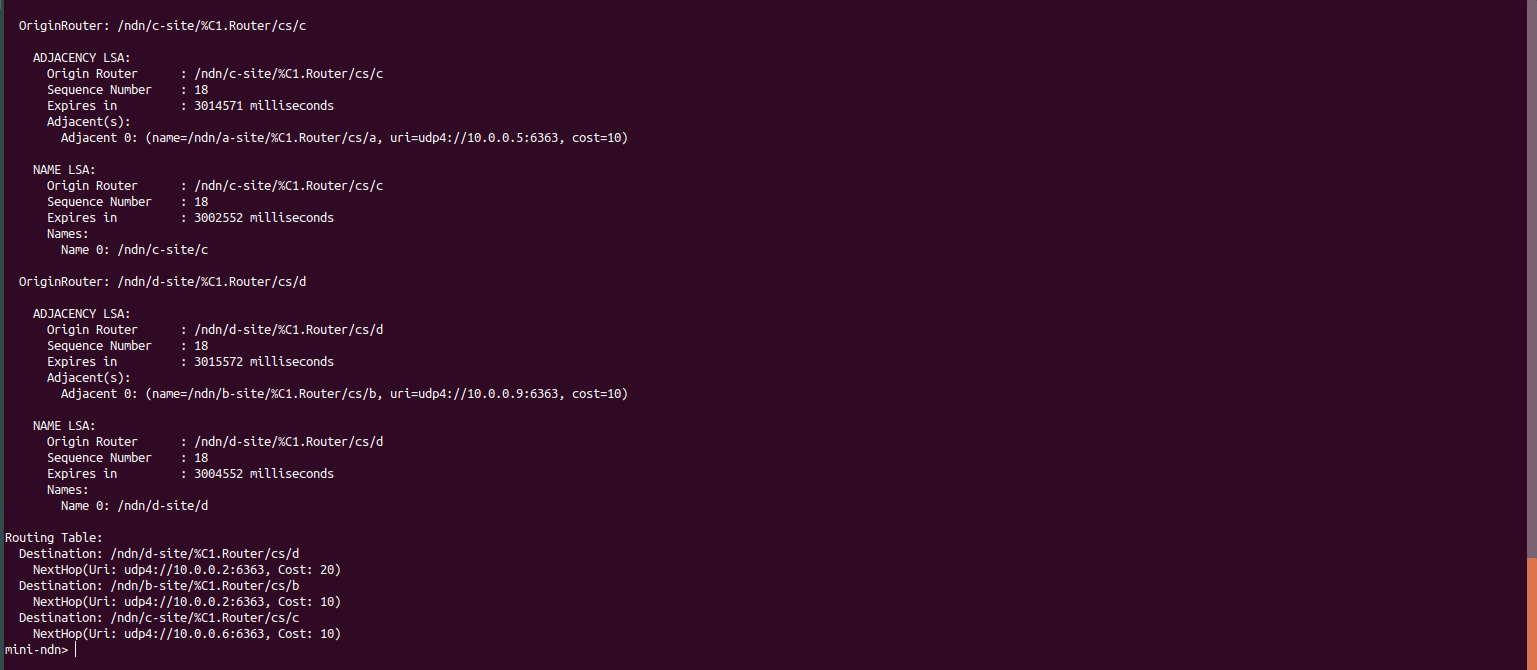 OriginRouter: /ndn/c-site/%C1.Router/cs/c
ADJACENCY LSA:
Origin Router : /ndn/c-site/%C1.Router/cs/c
Sequence Number : 18
Expires in : 3014571 milliseconds
Adjacent(s):
Adjacent 0: (name=/ndn/a-site/%C1.Router/cs/a, uri=udp4://10.0.0.5:6363, cost=10)
NAME LSA:
Origin Router : /ndn/c-site/%C1.Router/cs/c
Sequence Number : 18
Expires in : 3002552 milliseconds
Names:
Name 0: /ndn/c-site/c
OriginRouter: /ndn/d-site/%C1.Router/cs/d
ADJACENCY LSA:
Origin Router : /ndn/d-site/%C1.Router/cs/d
Sequence Number : 18
Expires in : 3015572 milliseconds
Adjacent(s):
Adjacent 0: (name=/ndn/b-site/%C1.Router/cs/b, uri=udp4://10.0.0.9:6363, cost=10)
NAME LSA:
Origin Router : /ndn/d-site/%C1.Router/cs/d
Sequence Number : 18
Expires in : 3004552 milliseconds
Names:
Name 0: /ndn/d-site/d
Routing Table:
Destination: /ndn/d-site/%C1.Router/cs/d
NextHop(Uri: udp4://10.0.0.2:6363, Cost: 20)
Destination: /ndn/b-site/%C1.Router/cs/b
NextHop(Uri: udp4://10.0.0.2:6363, Cost: 10)
Destination: /ndn/c-site/%C1.Router/cs/c
NextHop(Uri: udp4://10.0.0.6:6363, Cost: 10)
mini-ndn>